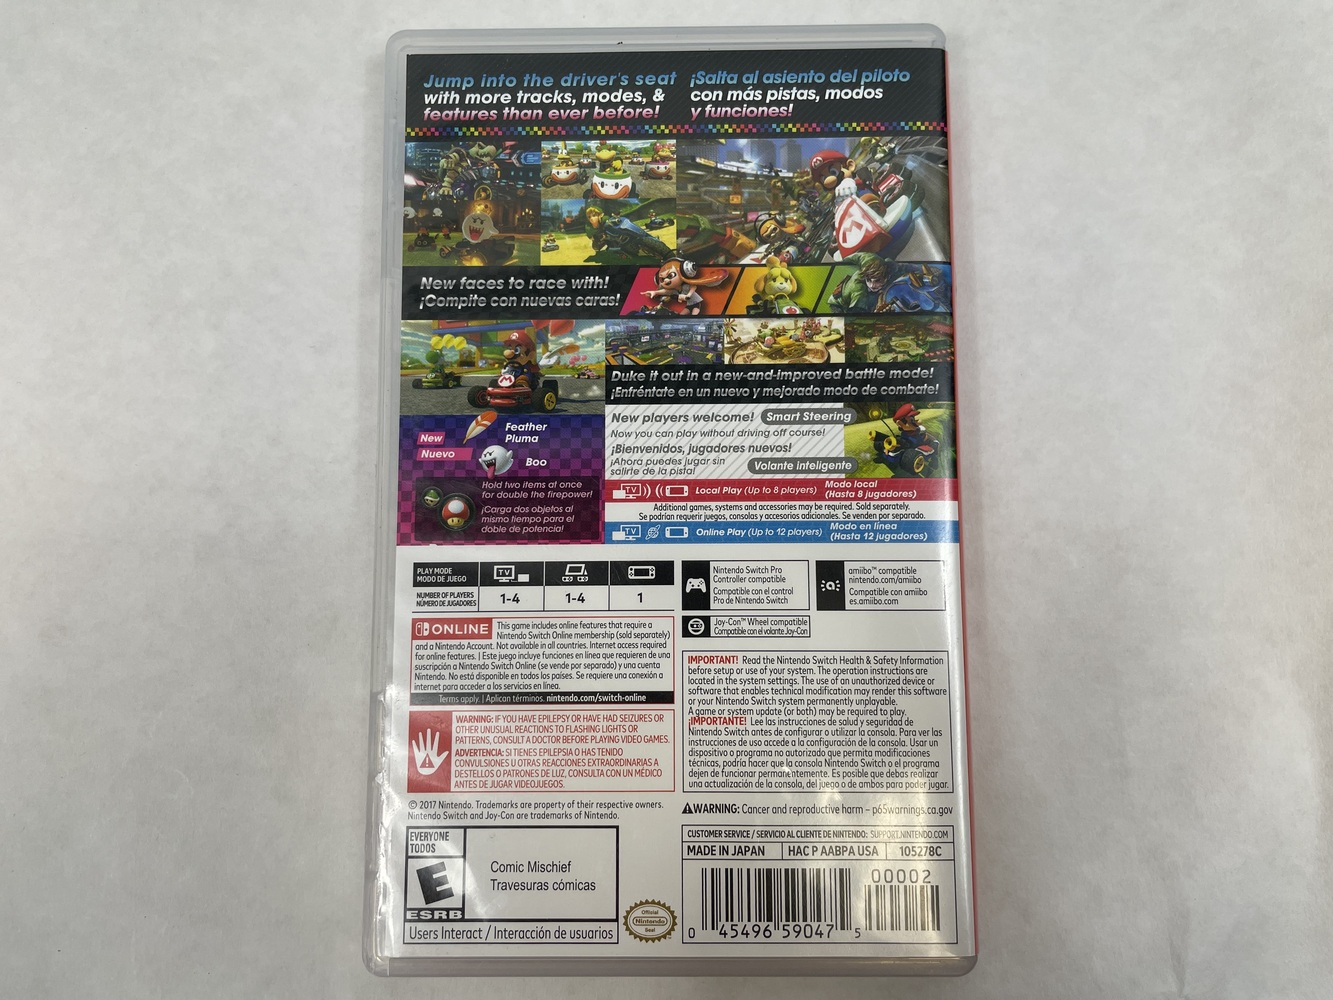 Jump into the driver's seat
with more tracks, modes, &
features than ever before!
¡Salta al asiento del piloto
con más pistas, modos
y funciones!
New faces to race with!
¡Compite con nuevas caras!
Duke it out in a new-and-improved battle mode!
¡Enfréntate en un nuevo y mejorado modo de combate!
New
Nuevo
Feather
Pluma
Boo
Hold two items at once
for double the firepower!
¡Carga dos objetos al
mismo tiempo para el
doble de potencia!
New players welcome! Smart Steering
Now you can play without driving off course!
¡Bienvenidos, jugadores nuevos!
¡Ahora puedes jugar sin
salirte de la pista!
Volante inteligente
TV Local Play (Up to 8 players)
Modo local
(Hasta 8 jugadores)
Additional games, systems and accessories may be required. Sold separately.
Se podrían requerir juegos, consolas y accesorios adicionales. Se venden por separado.
TV Online Play (Up to 12 players)
Modo en línea
(Hasta 12 jugadores)
PLAY MODE
MODO DE JUEGO
TV
NUMBER OF PLAYERS
NÚMERO DE JUGADORES
1-4
1-4
1
Nintendo Switch Pro
Controller compatible
Compatible con el control
Pro de Nintendo Switch
amiibo™ compatible
nintendo.com/amiibo
Compatible con amiibo
es.amiibo.com
Joy-Con™ Wheel compatible
Compatible con el volante Joy-Con
ONLINE
This game includes online features that require a
Nintendo Switch Online membership (sold separately)
and a Nintendo Account. Not available in all countries. Internet access required
for online features. | Este juego incluye funciones en línea que requieren de una
suscripción a Nintendo Switch Online (se vende por separado) y una cuenta
Nintendo. No está disponible en todos los países. Se requiere una conexión a
internet para acceder a los servicios en línea.
Terms apply. | Aplican términos. nintendo.com/switch-online
WARNING: IF YOU HAVE EPILEPSY OR HAVE HAD SEIZURES OR
OTHER UNUSUAL REACTIONS TO FLASHING LIGHTS OR
PATTERNS, CONSULT A DOCTOR BEFORE PLAYING VIDEO GAMES.
ADVERTENCIA: SI TIENES EPILEPSIA O HAS TENIDO
CONVULSIONES U OTRAS REACCIONES EXTRAORDINARIAS A
DESTELLOS O PATRONES DE LUZ, CONSULTA CON UN MÉDICO
ANTES DE JUGAR VIDEOJUEGOS.
IMPORTANT! Read the Nintendo Switch Health & Safety Information
before setup or use of your system. The operation instructions are
located in the system settings. The use of an unauthorized device or
software that enables technical modification may render this software
or your Nintendo Switch system permanently unplayable.
A game or system update (or both) may be required to play.
¡IMPORTANTE! Lee las instrucciones de salud y seguridad de
Nintendo Switch antes de configurar o utilizar la consola. Para ver las
instrucciones de uso accede a la configuración de la consola. Usar un
dispositivo o programa no autorizado que permita modificaciones
técnicas, podría hacer que la consola Nintendo Switch o el programa
dejen de funcionar permanentemente. Es posible que debas realizar
una actualización de la consola, del juego o de ambos para poder jugar.
© 2017 Nintendo. Trademarks are property of their respective owners.
Nintendo Switch and Joy-Con are trademarks of Nintendo.
WARNING: Cancer and reproductive harm – p65warnings.ca.gov
EVERYONE
TODOS
E
ESRB
Comic Mischief
Travesuras cómicas
Users Interact / Interacción de usuarios
Official
Nintendo
Seal
CUSTOMER SERVICE / SERVICIO AL CLIENTE DE NINTENDO: SUPPORT.NINTENDO.COM
MADE IN JAPAN HAC P AABPA USA 105278C
00002
0 45496 59047 5